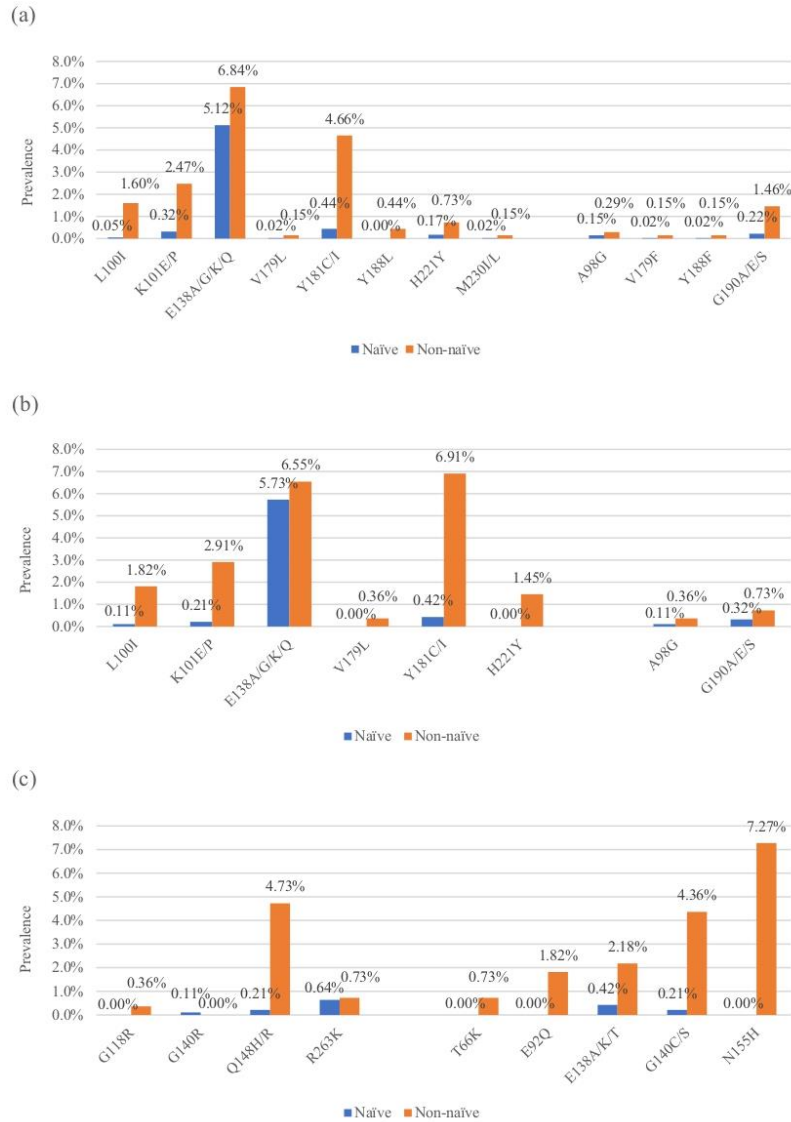 (a)
8.0%
7.0%
6.0%
5.0%
4.0%
3.0%
2.0%
1.0%
0.0%
Prevalence
0.05% 1.60% 0.32% 2.47% 5.12% 6.84% 0.02% 0.15% 0.44% 4.66% 0.00% 0.44% 0.17% 0.73% 0.02% 0.15% 0.15% 0.29% 0.02% 0.15% 0.02% 0.15% 0.22% 1.46%
L100I K101E/P E138A/G/K/Q V179L Y181C/I Y188L H221Y M230I/L A98G V179F Y188F G190A/E/S
Naïve Non-naïve
(b)
8.0%
7.0%
6.0%
5.0%
4.0%
3.0%
2.0%
1.0%
0.0%
Prevalence
0.11% 1.82% 0.21% 2.91% 5.73% 6.55% 0.00% 0.36% 0.42% 6.91% 0.00% 1.45% 0.11% 0.36% 0.32% 0.73%
L100I K101E/P E138A/G/K/Q V179L Y181C/I H221Y A98G G190A/E/S
Naïve Non-naïve
(c)
8.0%
7.0%
6.0%
5.0%
4.0%
3.0%
2.0%
1.0%
0.0%
Prevalence
0.00% 0.36% 0.11% 0.00% 0.21% 4.73% 0.64% 0.73% 0.00% 0.73% 0.00% 1.82% 0.42% 2.18% 0.21% 4.36% 0.00% 7.27%
G118R G140R Q148H/R R263K T66K E92Q E138A/K/T G140C/S N155H
Naïve Non-naïve